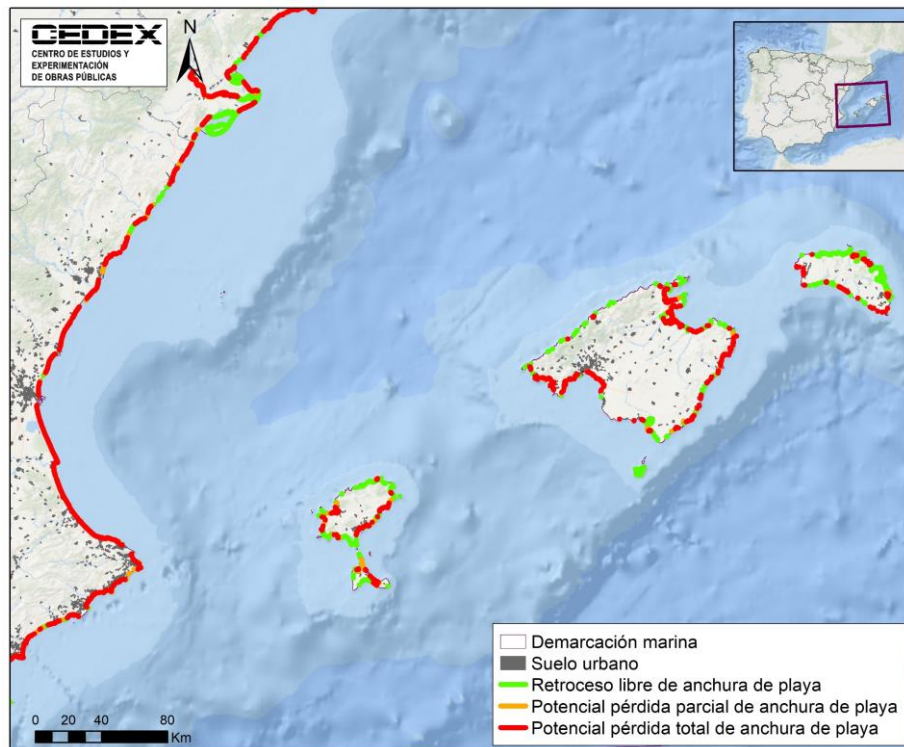 CEDEX
CENTRO DE ESTUDIOS Y
EXPERIMENTACIÓN
DE OBRAS PÚBLICAS
N
Demarcación marina
Suelo urbano
Retroceso libre de anchura de playa
Potencial pérdida parcial de anchura de playa
Potencial pérdida total de anchura de playa
0 20 40 80
Km